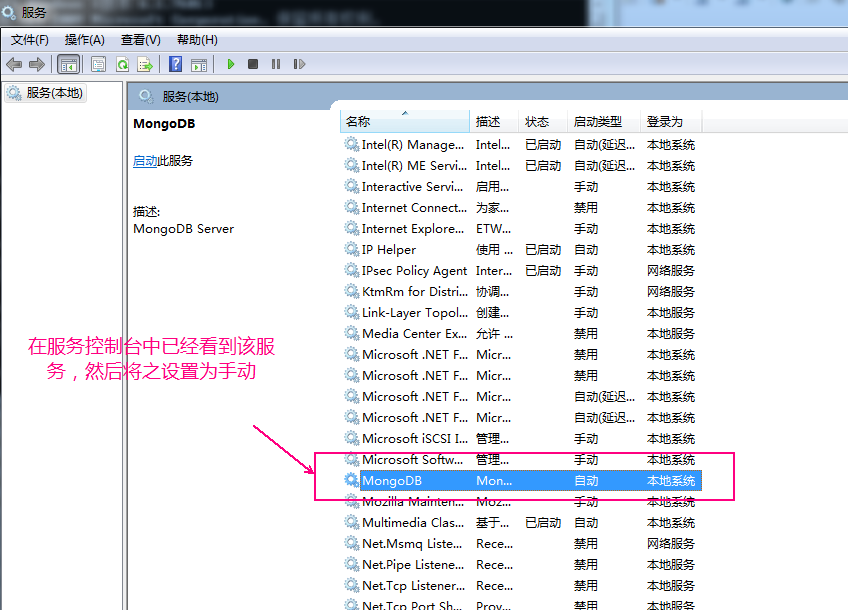 服务
文件(F) 操作(A) 查看(V) 帮助(H)
服务(本地)
服务(本地)
MongoDB
启动此服务
描述:
MongoDB Server
在服务控制台中已经看到该服
务，然后将之设置为手动
名称 描述 状态 启动类型 登录为
Intel(R) Manage... Intel... 已启动 自动(延迟... 本地系统
Intel(R) ME Servi... Intel... 已启动 自动(延迟... 本地系统
Interactive Servi... 启用... 手动 本地系统
Internet Connect... 为家... 禁用 本地系统
Internet Explore... ETW... 手动 本地系统
IP Helper 使用 ... 已启动 自动 本地系统
IPsec Policy Agent Inter... 已启动 手动 网络服务
KtmRm for Distri... 协调... 手动 网络服务
Link-Layer Topol... 创建... 手动 本地服务
Media Center Ex... 允许 ... 禁用 本地服务
Microsoft .NET F... Micr... 禁用 本地系统
Microsoft .NET F... Micr... 禁用 本地系统
Microsoft .NET F... Micr... 自动(延迟... 本地系统
Microsoft .NET F... Micr... 自动(延迟... 本地系统
Microsoft iSCSI I... 管理... 手动 本地系统
Microsoft Softw... 管理... 手动 本地系统
MongoDB Mon... 自动 本地系统
Mozilla Mainten... Moz... 手动 本地系统
Multimedia Clas... 基于... 已启动 自动 本地系统
Net.Msmq Liste... Rece... 禁用 网络服务
Net.Pipe Listene... Rece... 禁用 本地服务
Net.Tcp Listener... Rece... 禁用 本地服务
Net.Tcp Port Sh... Prov... 禁用 本地服务